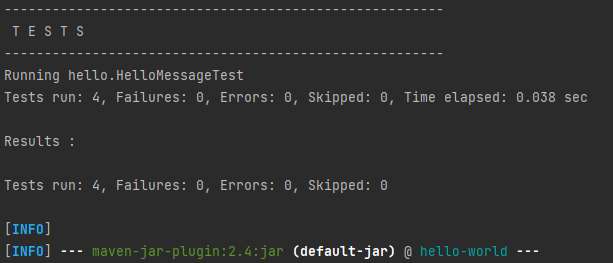 -------------------------------------------------------
 T E S T S
-------------------------------------------------------
Running hello.HelloMessageTest
Tests run: 4, Failures: 0, Errors: 0, Skipped: 0, Time elapsed: 0.038 sec

Results :

Tests run: 4, Failures: 0, Errors: 0, Skipped: 0

[INFO]
[INFO] --- maven-jar-plugin:2.4:jar (default-jar) @ hello-world ---